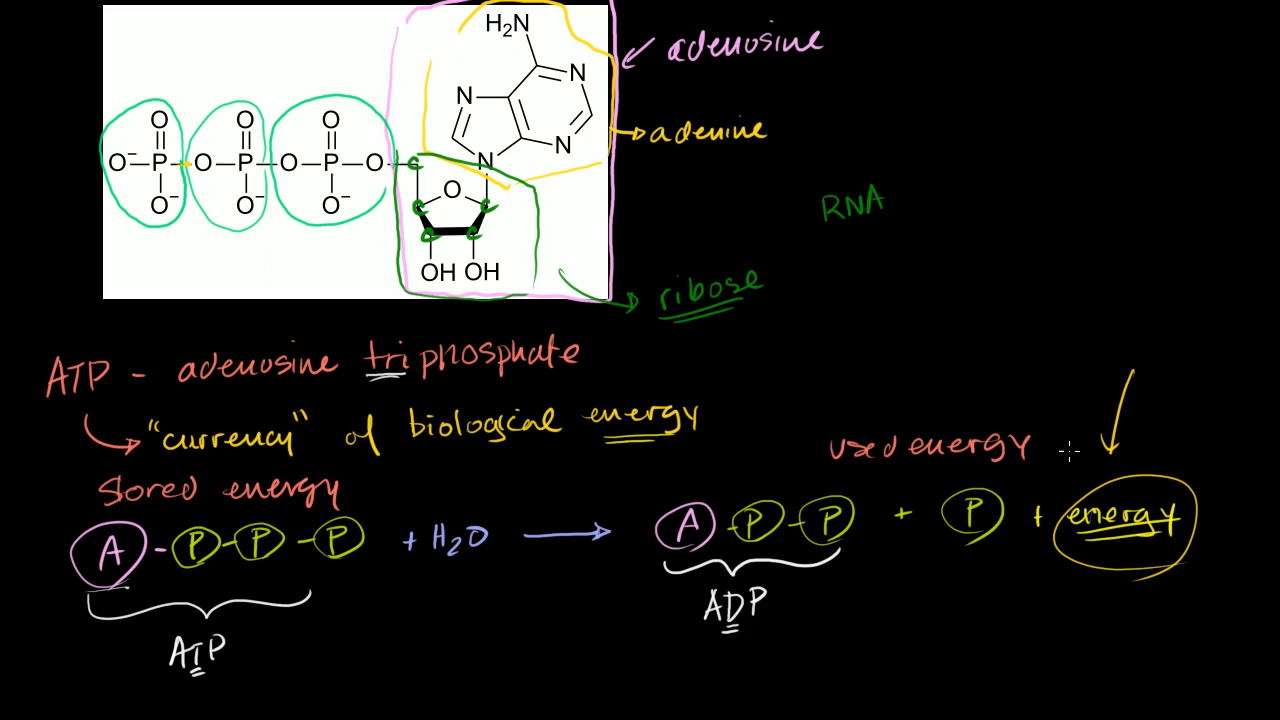 H₂N
N
N
N
N
O O O
O⁻ P O P O P O
O⁻ O⁻ O⁻
O
OH OH
adenosine
adenine
RNA
ribose
ATP - adenosine triphosphate
"currency" of biological energy
used energy
stored energy
A - P - P - P + H₂O → A - P - P + P + energy
ATP
ADP